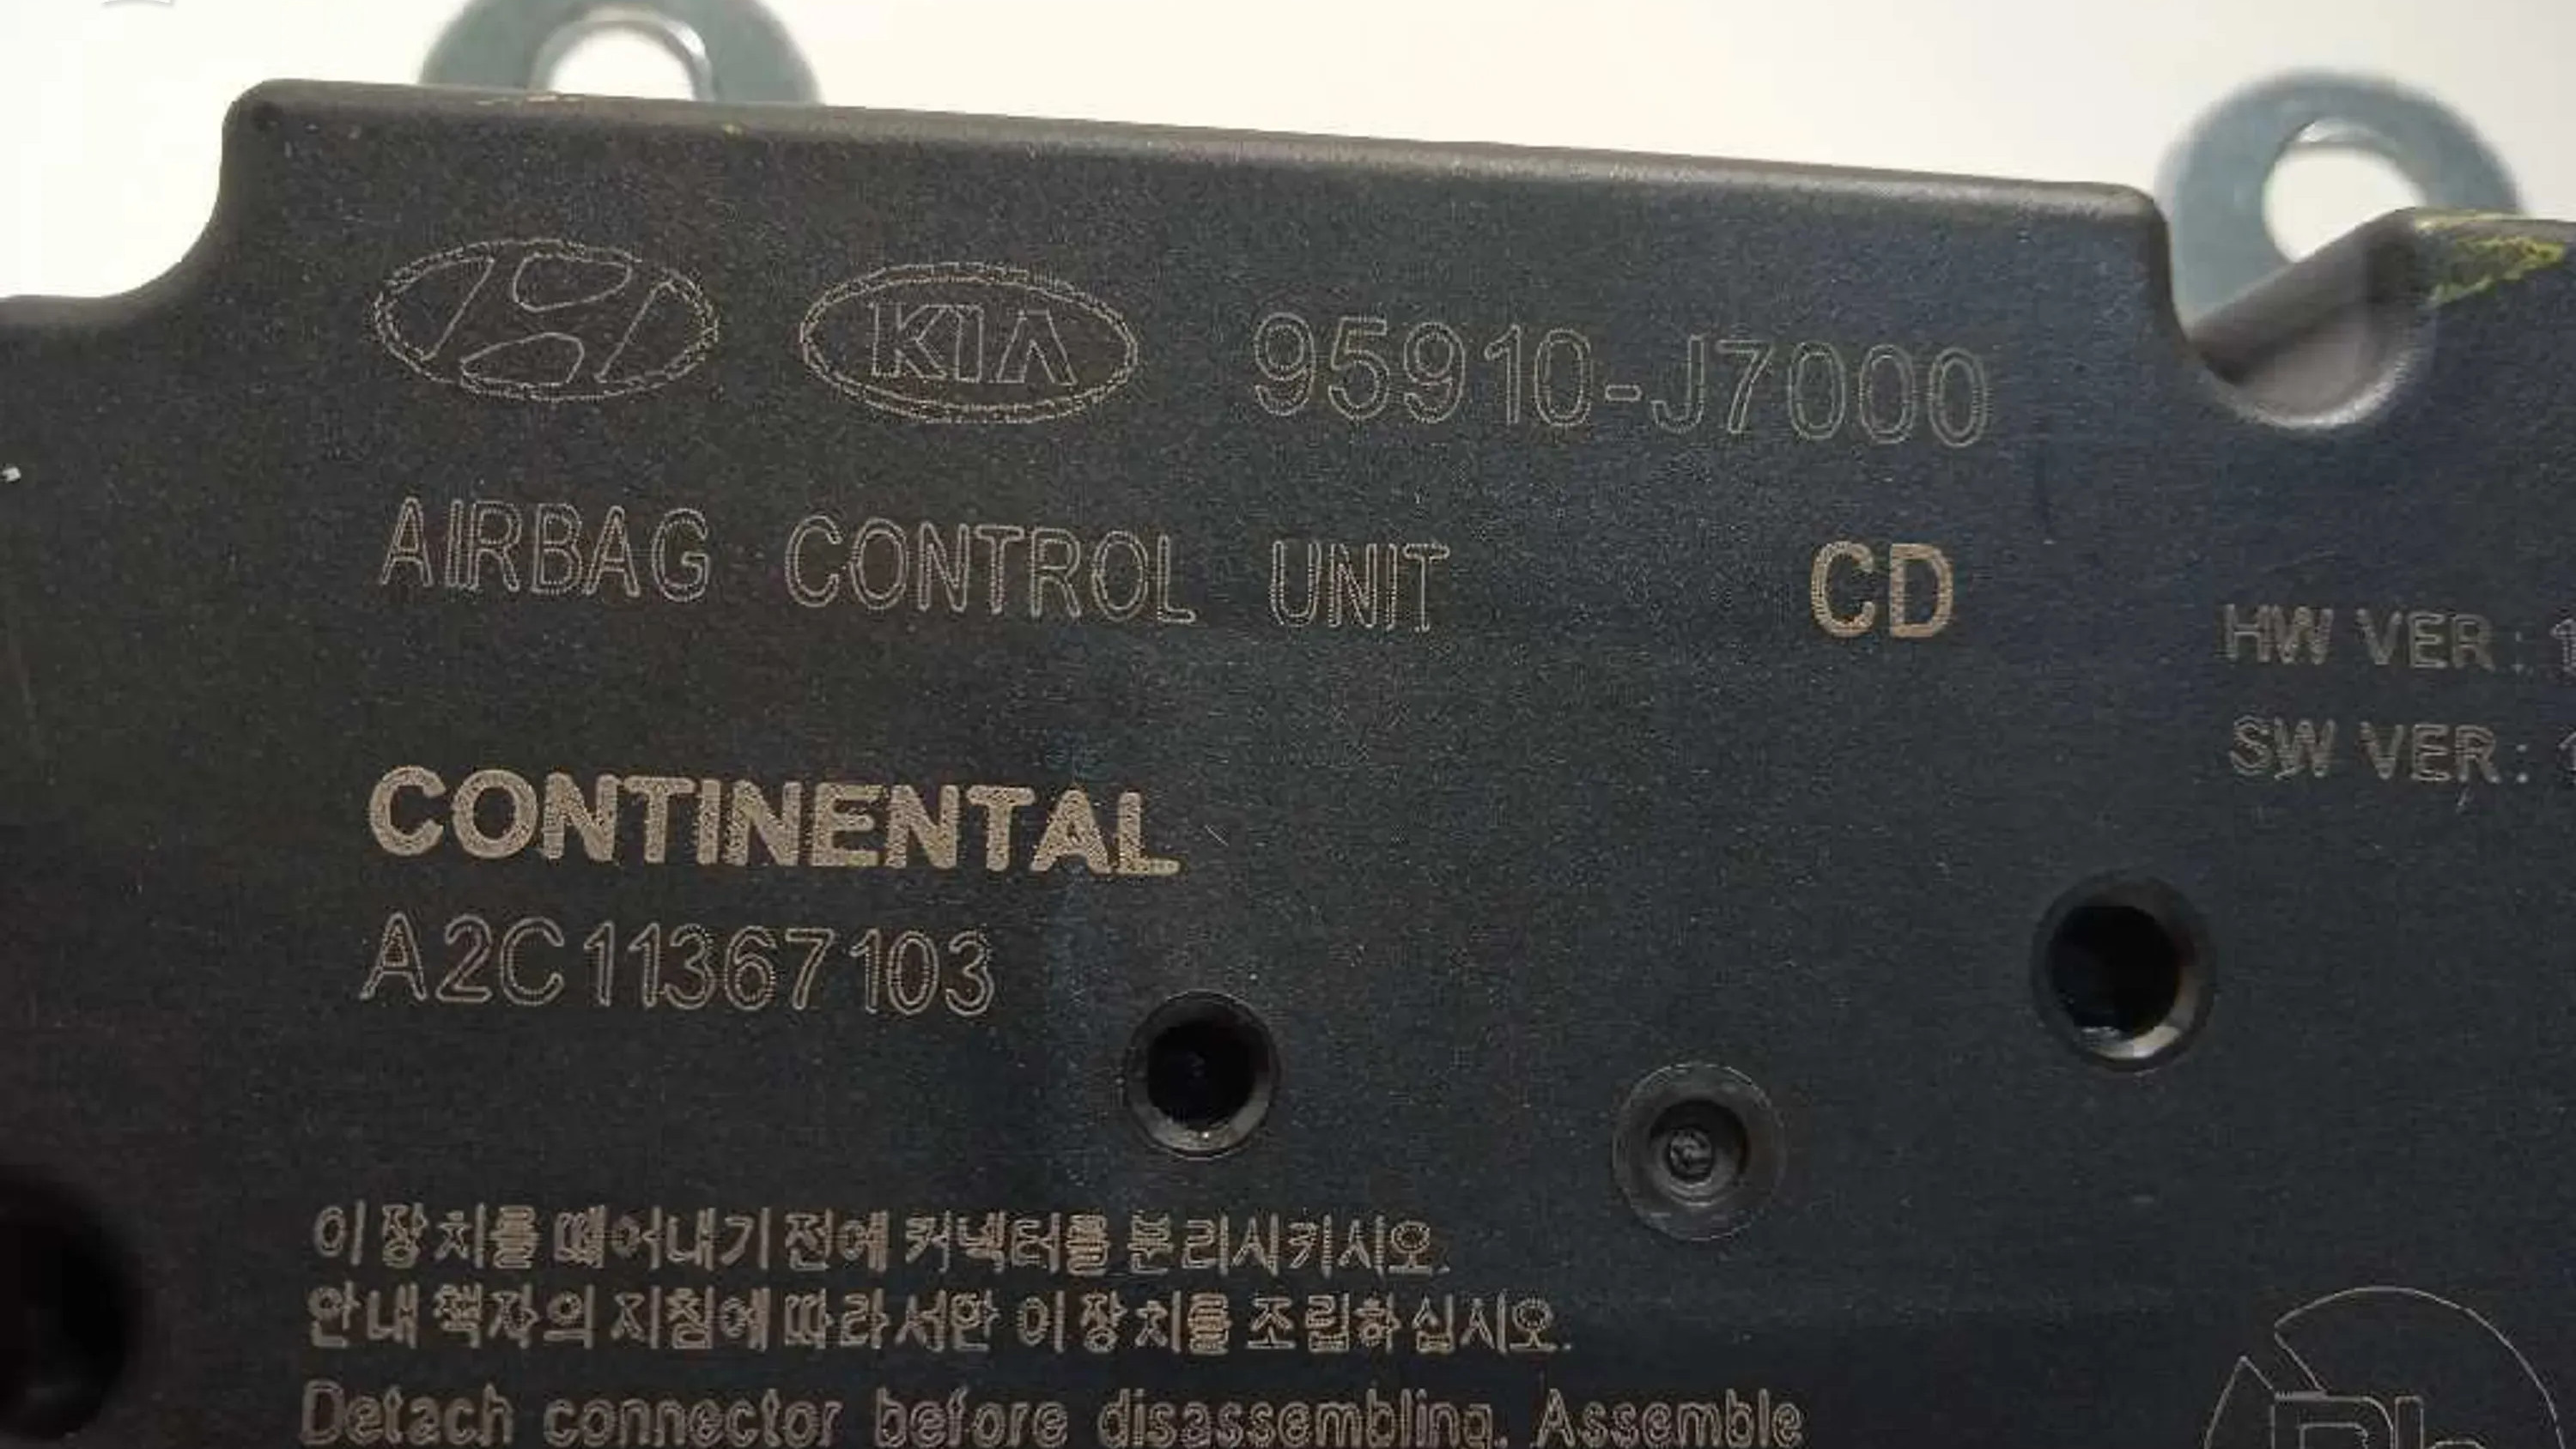 KIA 95910-J7000
AIRBAG CONTROL UNIT CD
HW VER :
SW VER :
CONTINENTAL
A2C11367103
이 장치를 떼어내기 전에 커넥터를 분리시키시오.
안내 책자의 지침에 따라서만 이 장치를 조립하십시오.
Detach connector before disassembling. Assemble
Pb